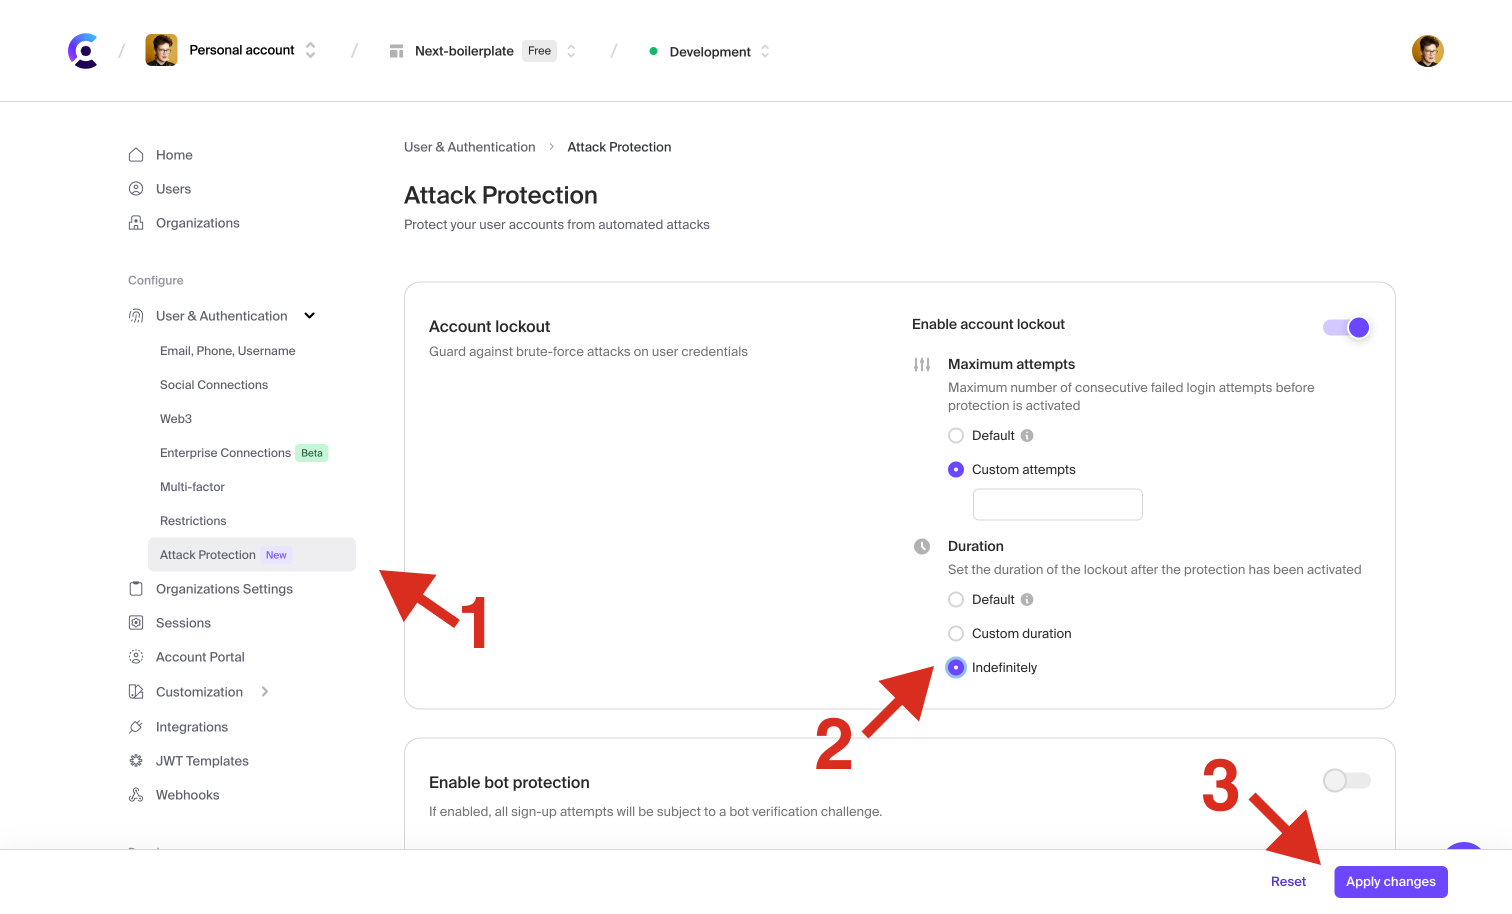 / Personal account / Next-boilerplate Free / Development
Home
Users
Organizations
Configure
User & Authentication
Email, Phone, Username
Social Connections
Web3
Enterprise Connections Beta
Multi-factor
Restrictions
Attack Protection New
Organizations Settings
Sessions
Account Portal
Customization
Integrations
JWT Templates
Webhooks
User & Authentication > Attack Protection
Attack Protection
Protect your user accounts from automated attacks
Account lockout
Guard against brute-force attacks on user credentials
Enable account lockout
Maximum attempts
Maximum number of consecutive failed login attempts before
protection is activated
Default
Custom attempts
Duration
Set the duration of the lockout after the protection has been activated
Default
Custom duration
Indefinitely
1
2
Enable bot protection
If enabled, all sign-up attempts will be subject to a bot verification challenge.
3
Reset
Apply changes